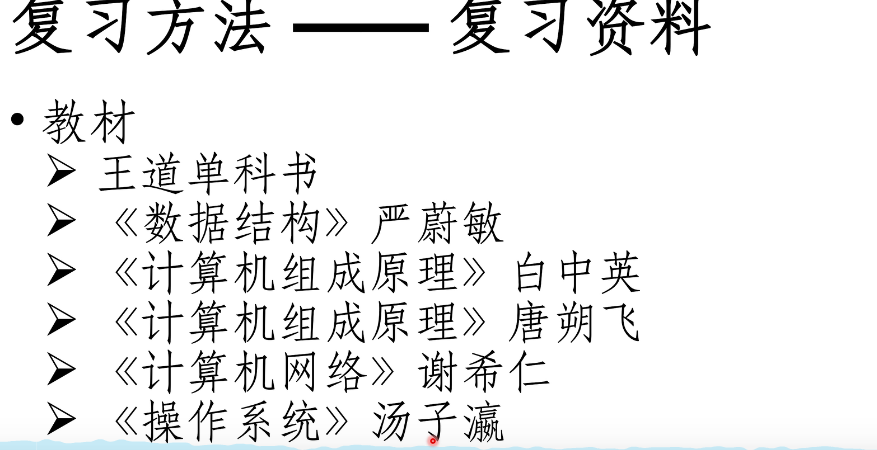 复习方法 —— 复习资料
• 教材
➢ 王道单科书
➢ 《数据结构》严蔚敏
➢ 《计算机组成原理》白中英
➢ 《计算机组成原理》唐朔飞
➢ 《计算机网络》谢希仁
➢ 《操作系统》汤子瀛